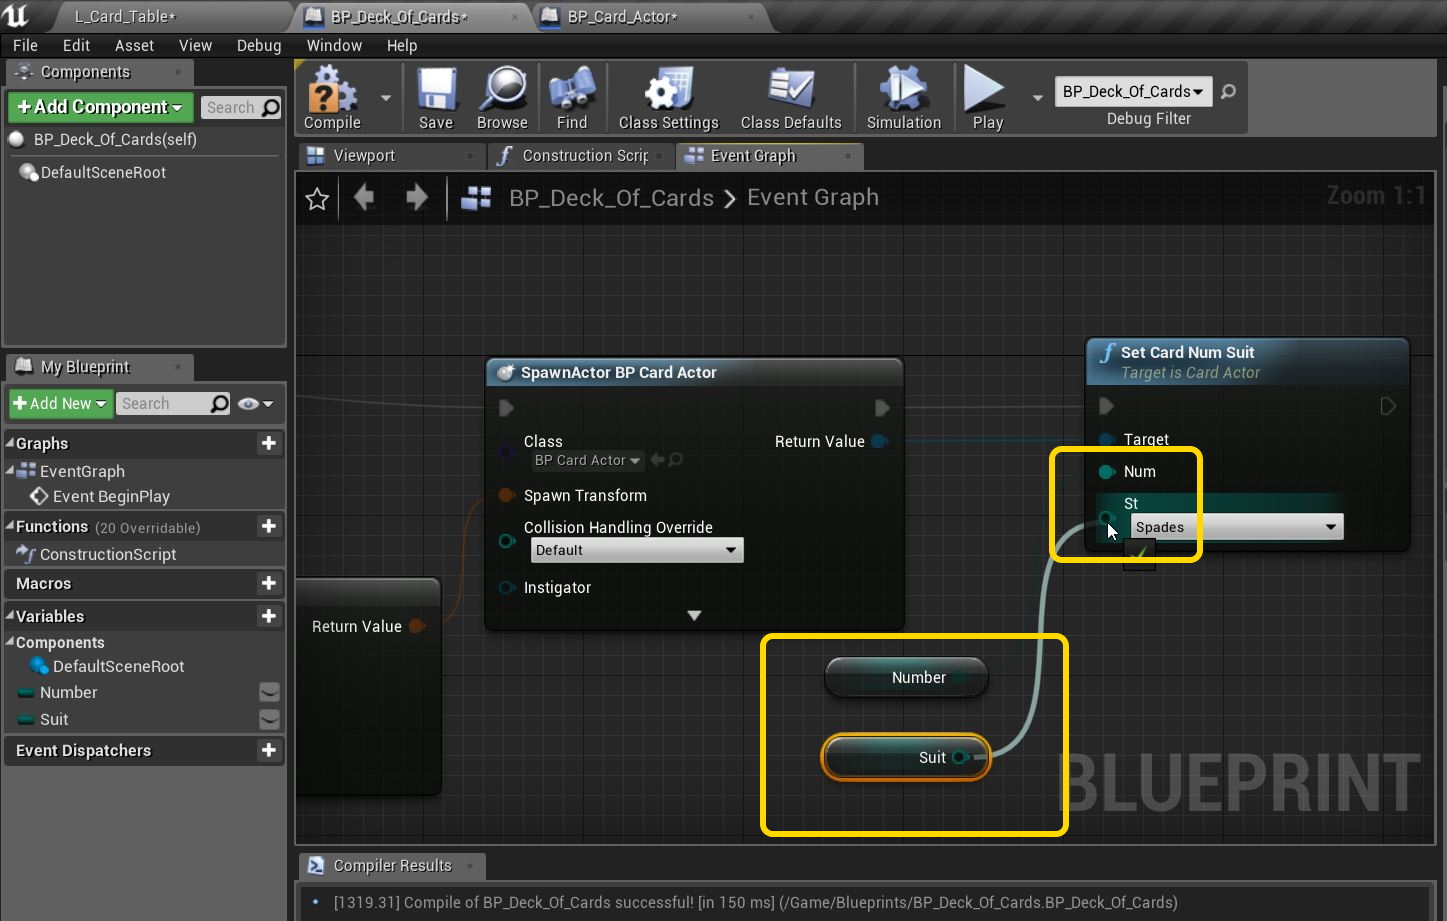 L_Card_Table*
BP_Deck_Of_Cards*
BP_Card_Actor*
File Edit Asset View Debug Window Help
Components
+Add Component
Search
BP_Deck_Of_Cards(self)
DefaultSceneRoot
Compile
Save
Browse
Find
Class Settings
Class Defaults
Simulation
Play
BP_Deck_Of_Cards
Debug Filter
Viewport
Construction Scrip
Event Graph
BP_Deck_Of_Cards > Event Graph
Zoom 1:1
My Blueprint
+Add New
Search
Graphs
EventGraph
Event BeginPlay
Functions (20 Overridable)
ConstructionScript
Macros
Variables
Components
DefaultSceneRoot
Number
Suit
Event Dispatchers
SpawnActor BP Card Actor
Class
BP Card Actor
Return Value
Spawn Transform
Collision Handling Override
Default
Instigator
Return Value
Set Card Num Suit
Target is Card Actor
Target
Num
St
Spades
Number
Suit
BLUEPRINT
Compiler Results
[1319.31] Compile of BP_Deck_Of_Cards successful! [in 150 ms] (/Game/Blueprints/BP_Deck_Of_Cards.BP_Deck_Of_Cards)